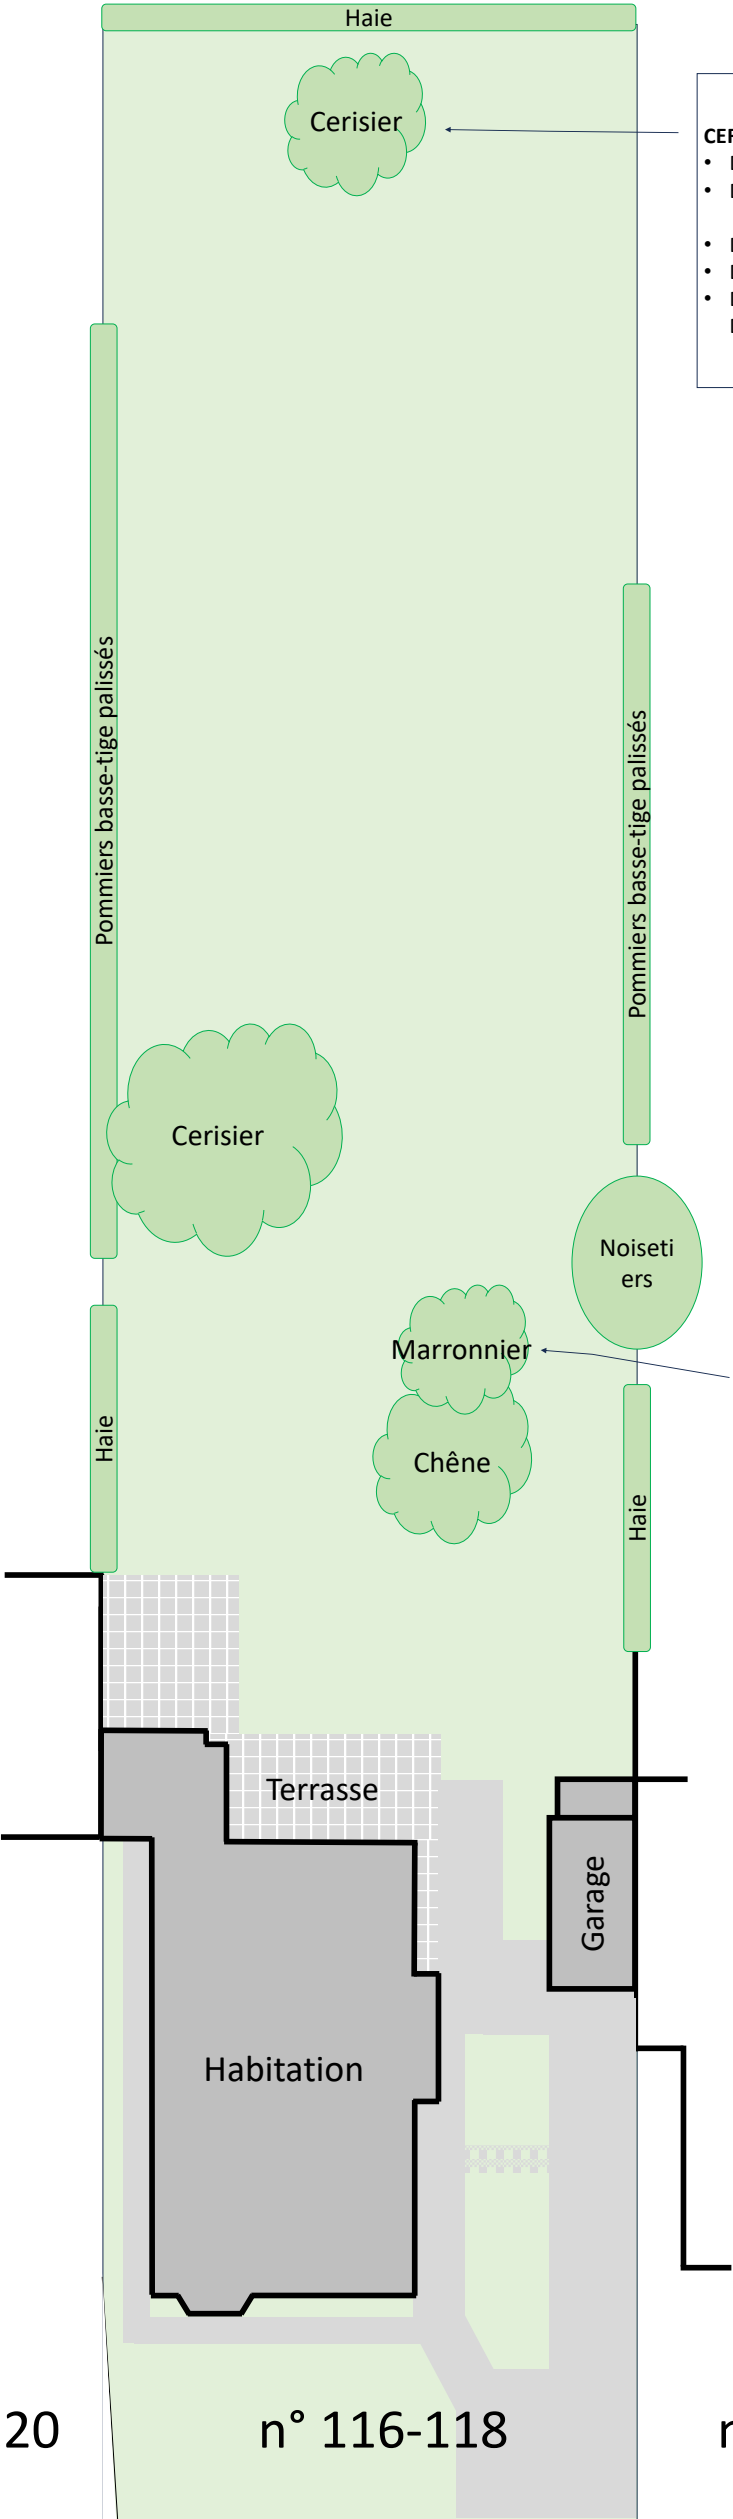 Haie
Cerisier
Pommiers basse-tige palissés
Pommiers basse-tige palissés
Cerisier
Noiseti
ers
Marronnier
Chêne
Haie
Haie
Terrasse
Garage
Habitation
20
n° 116-118